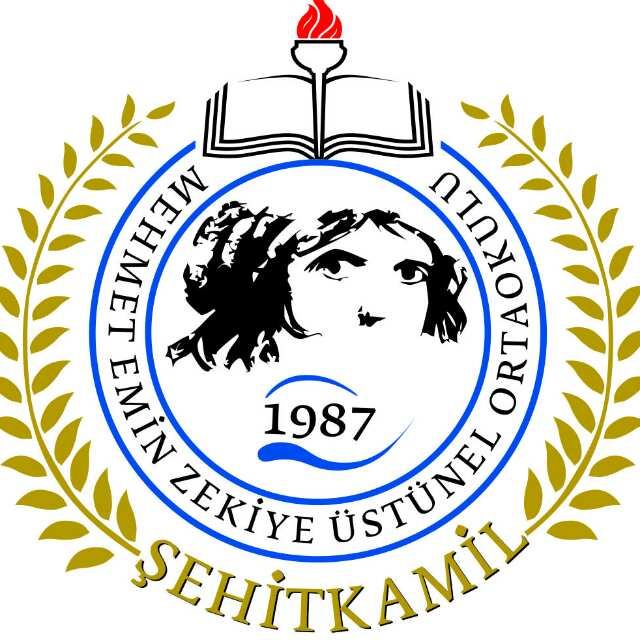 MEHMET EMİN ZEKİYE ÜSTÜNEL ORTAOKULU
1987
ŞEHİTKAMİL